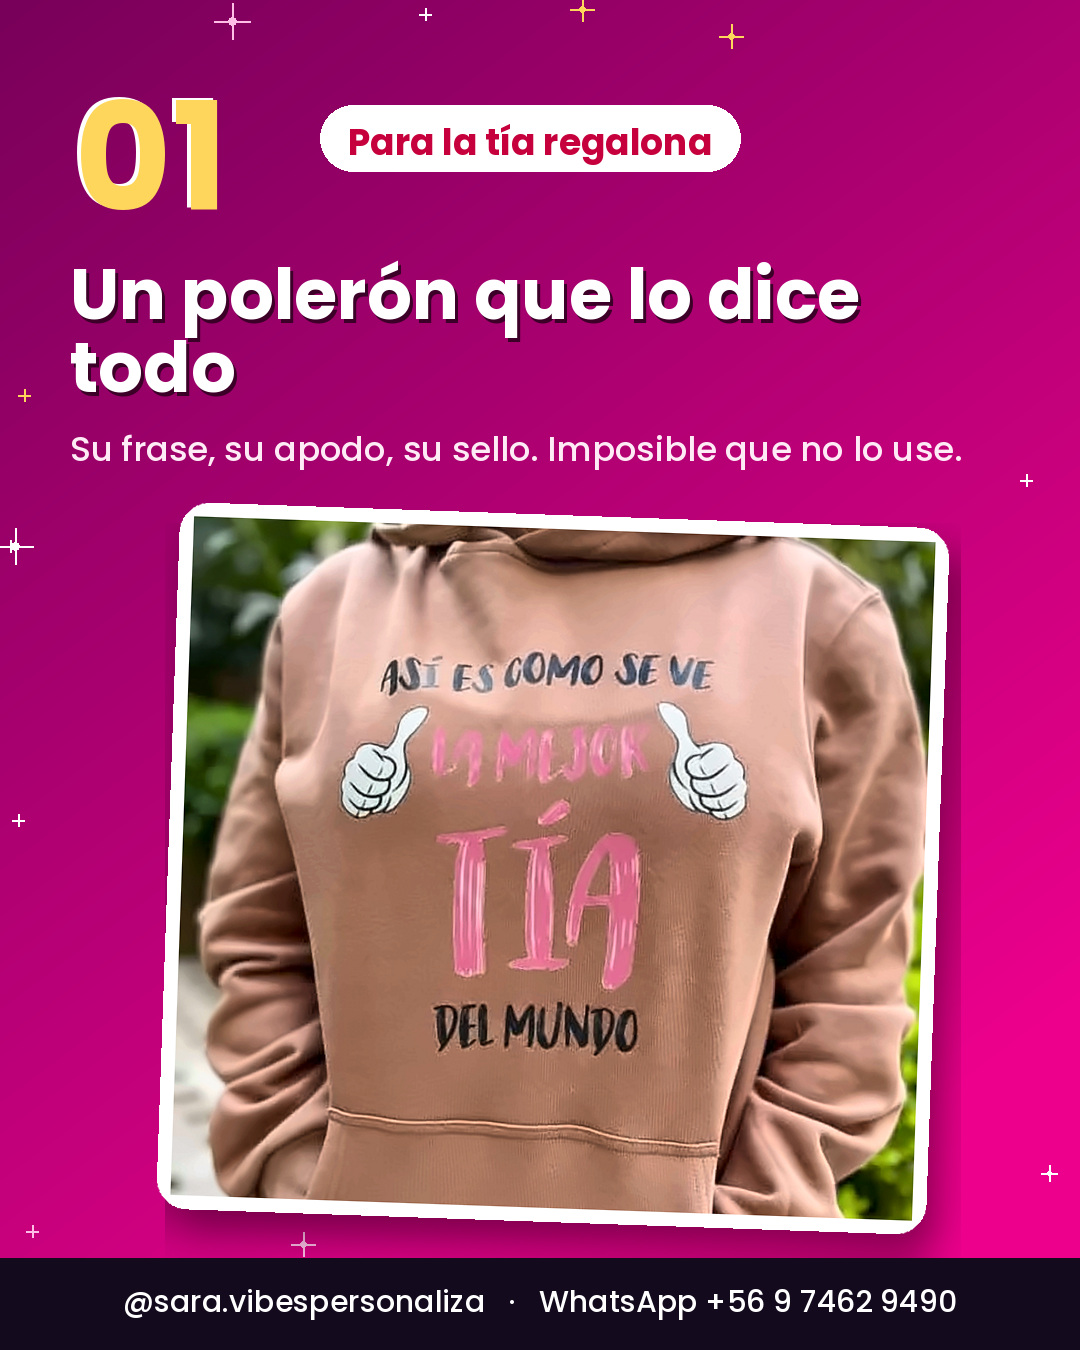 01
Para la tía regalona
Un polerón que lo dice
todo
Su frase, su apodo, su sello. Imposible que no lo use.
ASÍ ES COMO SE VE
LA MEJOR
TÍA
DEL MUNDO
@sara.vibespersonaliza · WhatsApp +56 9 7462 9490